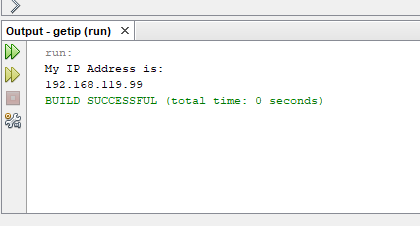 Output - getip (run)
run:
My IP Address is:
192.168.119.99
BUILD SUCCESSFUL (total time: 0 seconds)